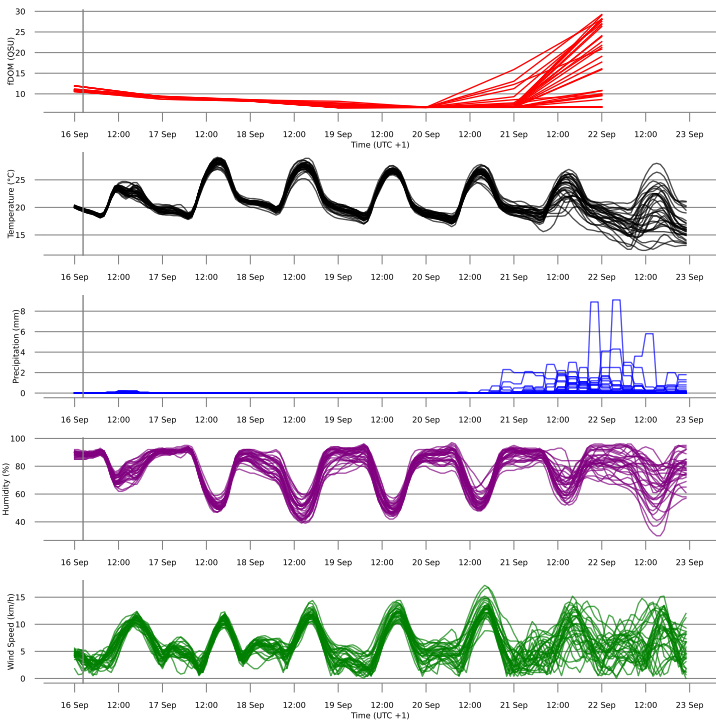 30
25
20
15
10
fDOM (QSU)
16 Sep 12:00 17 Sep 12:00 18 Sep 12:00 19 Sep 12:00 20 Sep 12:00 21 Sep 12:00 22 Sep 12:00 23 Sep
Time (UTC +1)
25
20
15
Temperature (°C)
16 Sep 12:00 17 Sep 12:00 18 Sep 12:00 19 Sep 12:00 20 Sep 12:00 21 Sep 12:00 22 Sep 12:00 23 Sep
8
6
4
2
0
Precipitation (mm)
16 Sep 12:00 17 Sep 12:00 18 Sep 12:00 19 Sep 12:00 20 Sep 12:00 21 Sep 12:00 22 Sep 12:00 23 Sep
100
80
60
40
Humidity (%)
16 Sep 12:00 17 Sep 12:00 18 Sep 12:00 19 Sep 12:00 20 Sep 12:00 21 Sep 12:00 22 Sep 12:00 23 Sep
15
10
5
0
Wind Speed (km/h)
16 Sep 12:00 17 Sep 12:00 18 Sep 12:00 19 Sep 12:00 20 Sep 12:00 21 Sep 12:00 22 Sep 12:00 23 Sep
Time (UTC +1)